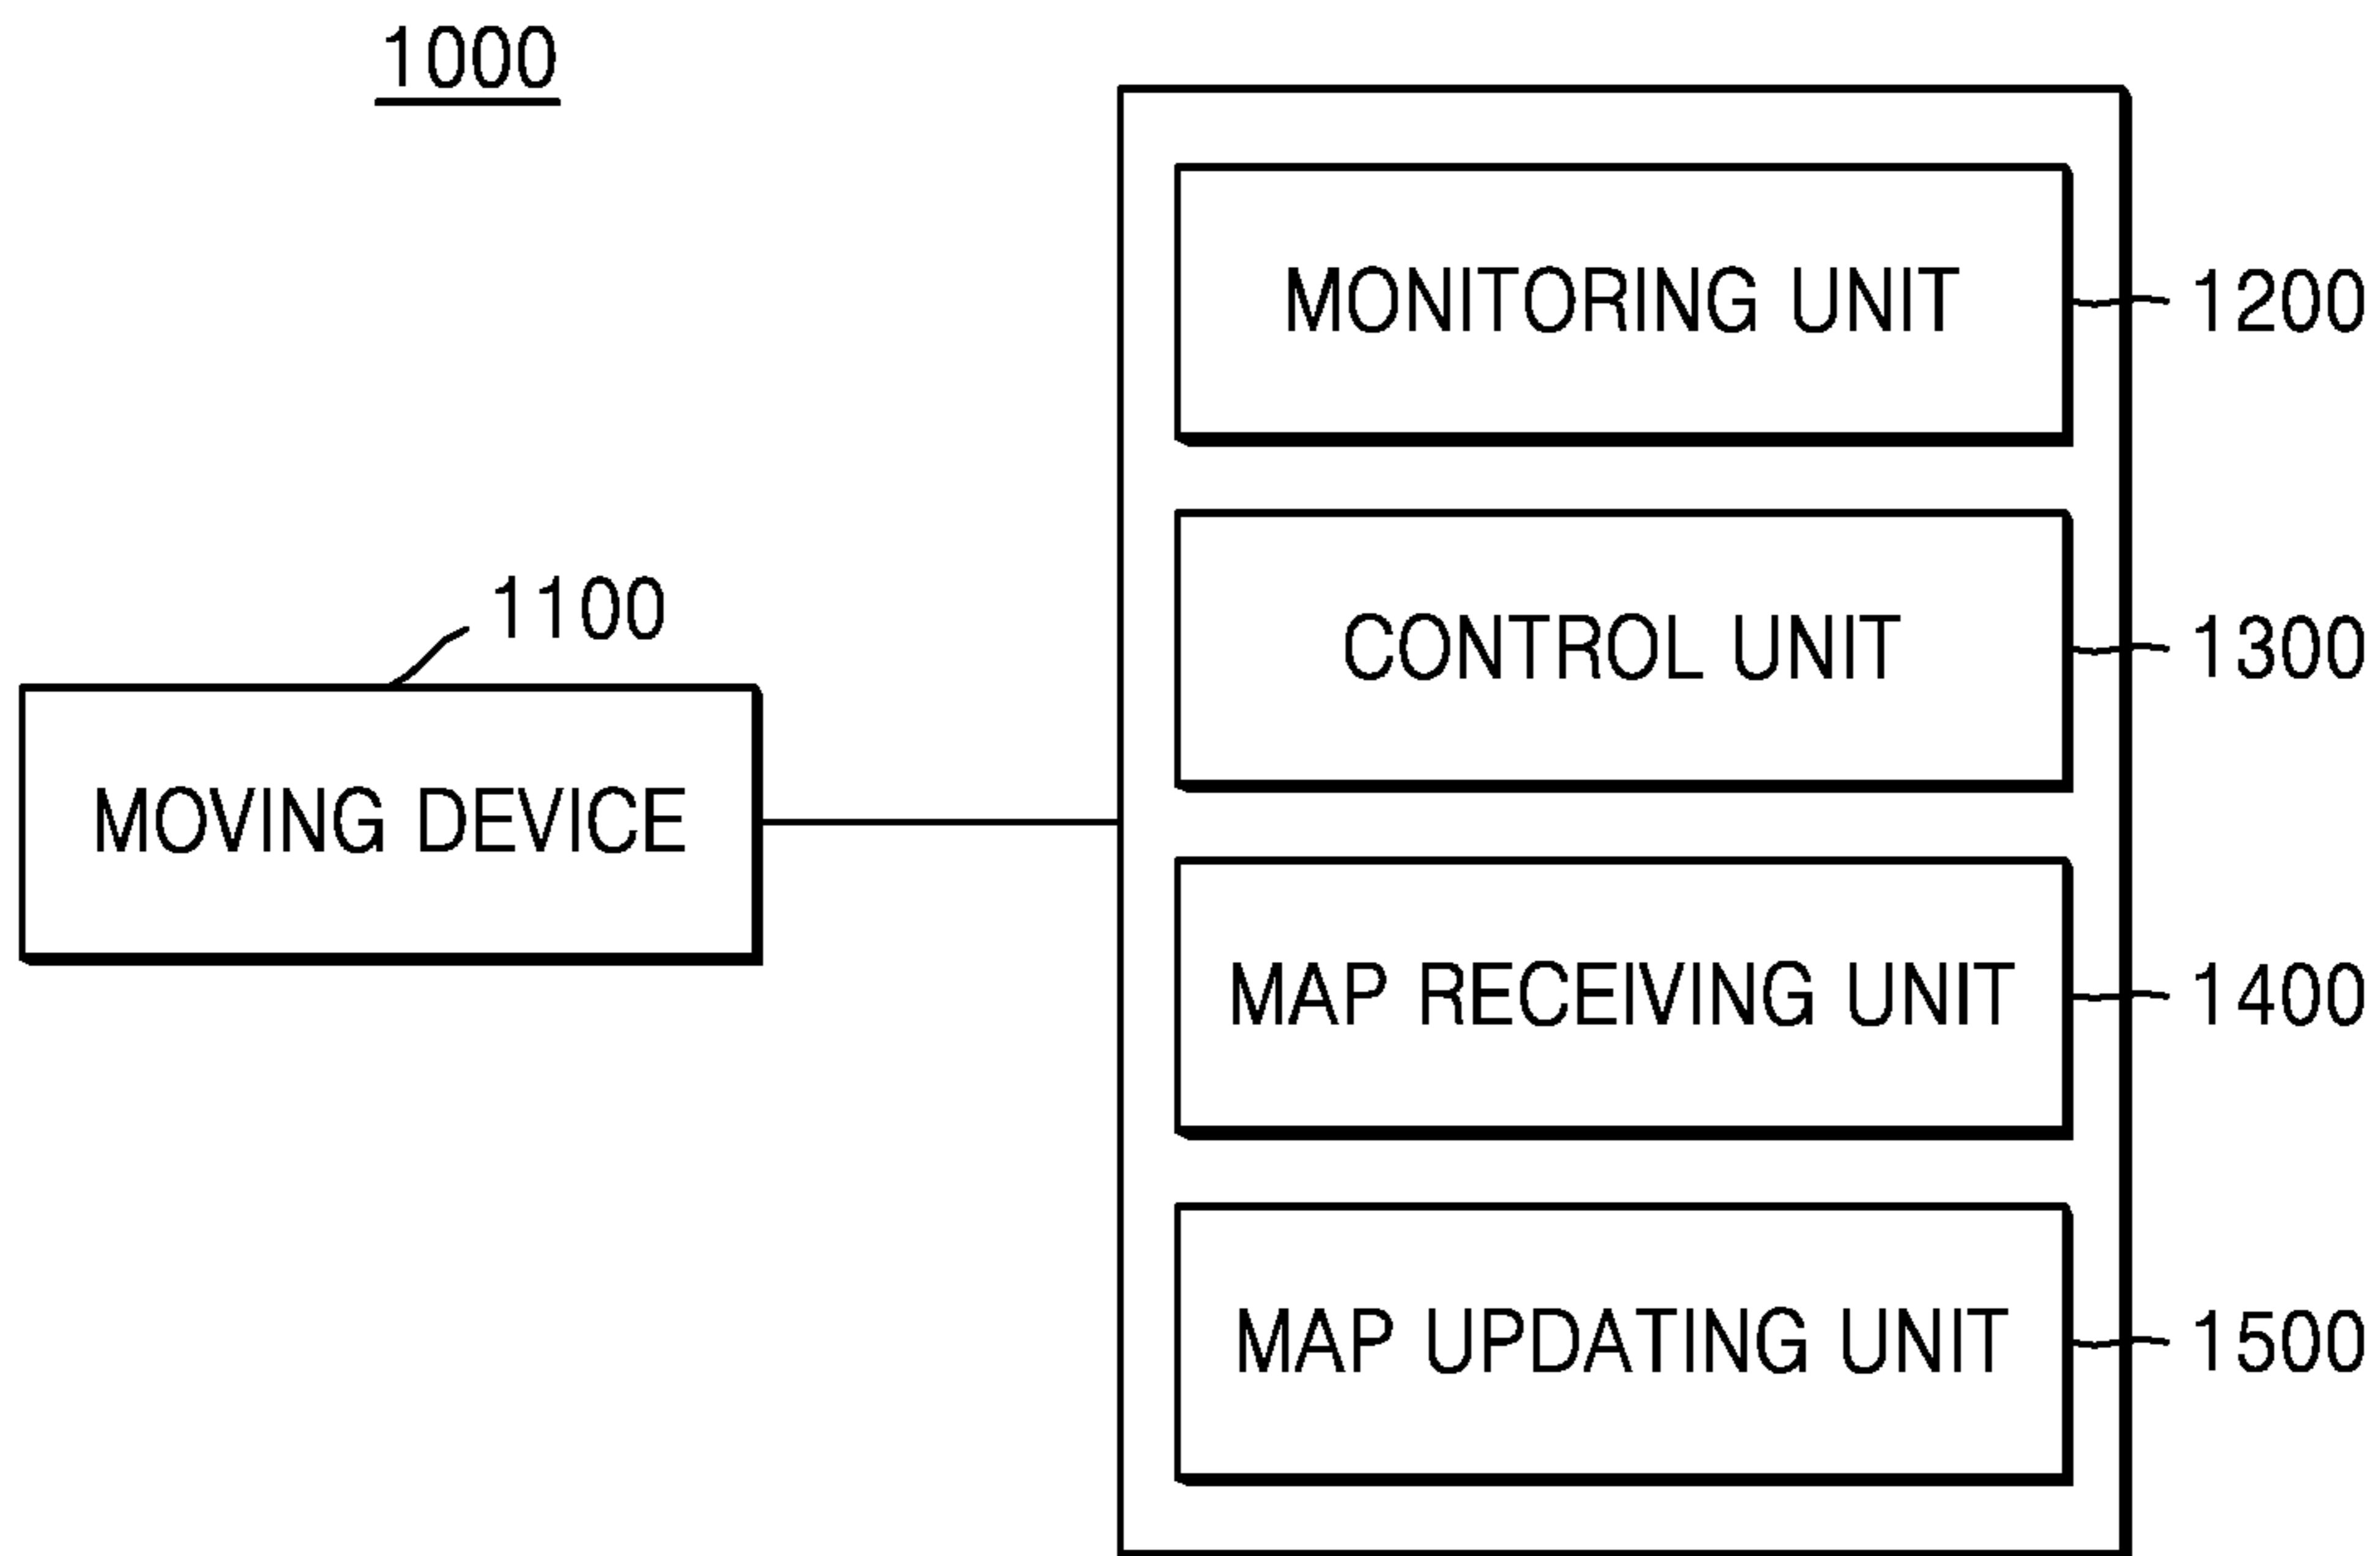 1000
MONITORING UNIT
1200
CONTROL UNIT
1300
1100
MOVING DEVICE
MAP RECEIVING UNIT
1400
MAP UPDATING UNIT
1500